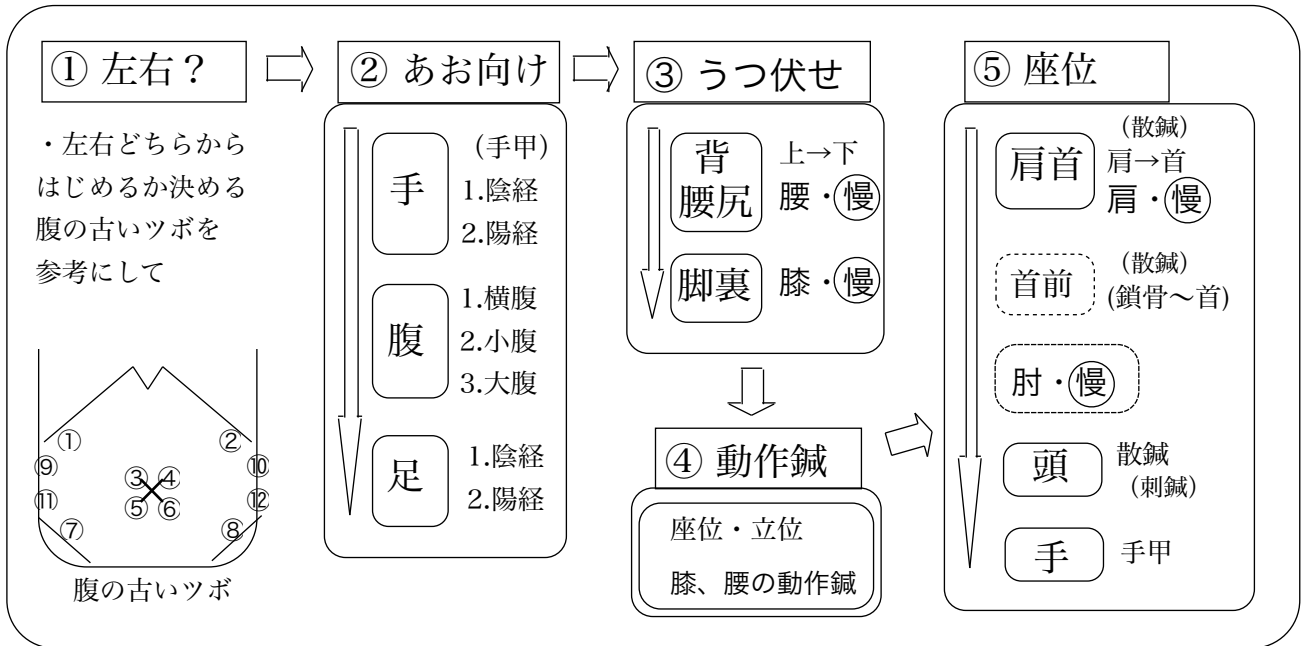 ① 左右？
・左右どちらから
はじめるか決める
腹の古いツボを
参考にして
①
②
③④
⑤⑥
⑦
⑧
⑨
⑩
⑪
⑫
腹の古いツボ
② あお向け
手
(手甲)
1.陰経
2.陽経
腹
1.横腹
2.小腹
3.大腹
足
1.陰経
2.陽経
③ うつ伏せ
背
腰尻
上→下
腰・慢
脚裏
膝・慢
④ 動作鍼
座位・立位
膝、腰の動作鍼
⑤ 座位
肩首
(散鍼)
肩→首
肩・慢
首前
(散鍼)
(鎖骨～首)
肘・慢
頭
散鍼
(刺鍼)
手
手甲